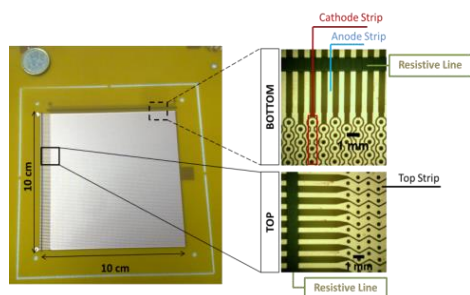 Cathode Strip
Anode Strip
Resistive Line
BOTTOM
1 mm
10 cm
10 cm
TOP
Top Strip
1 mm
Resistive Line